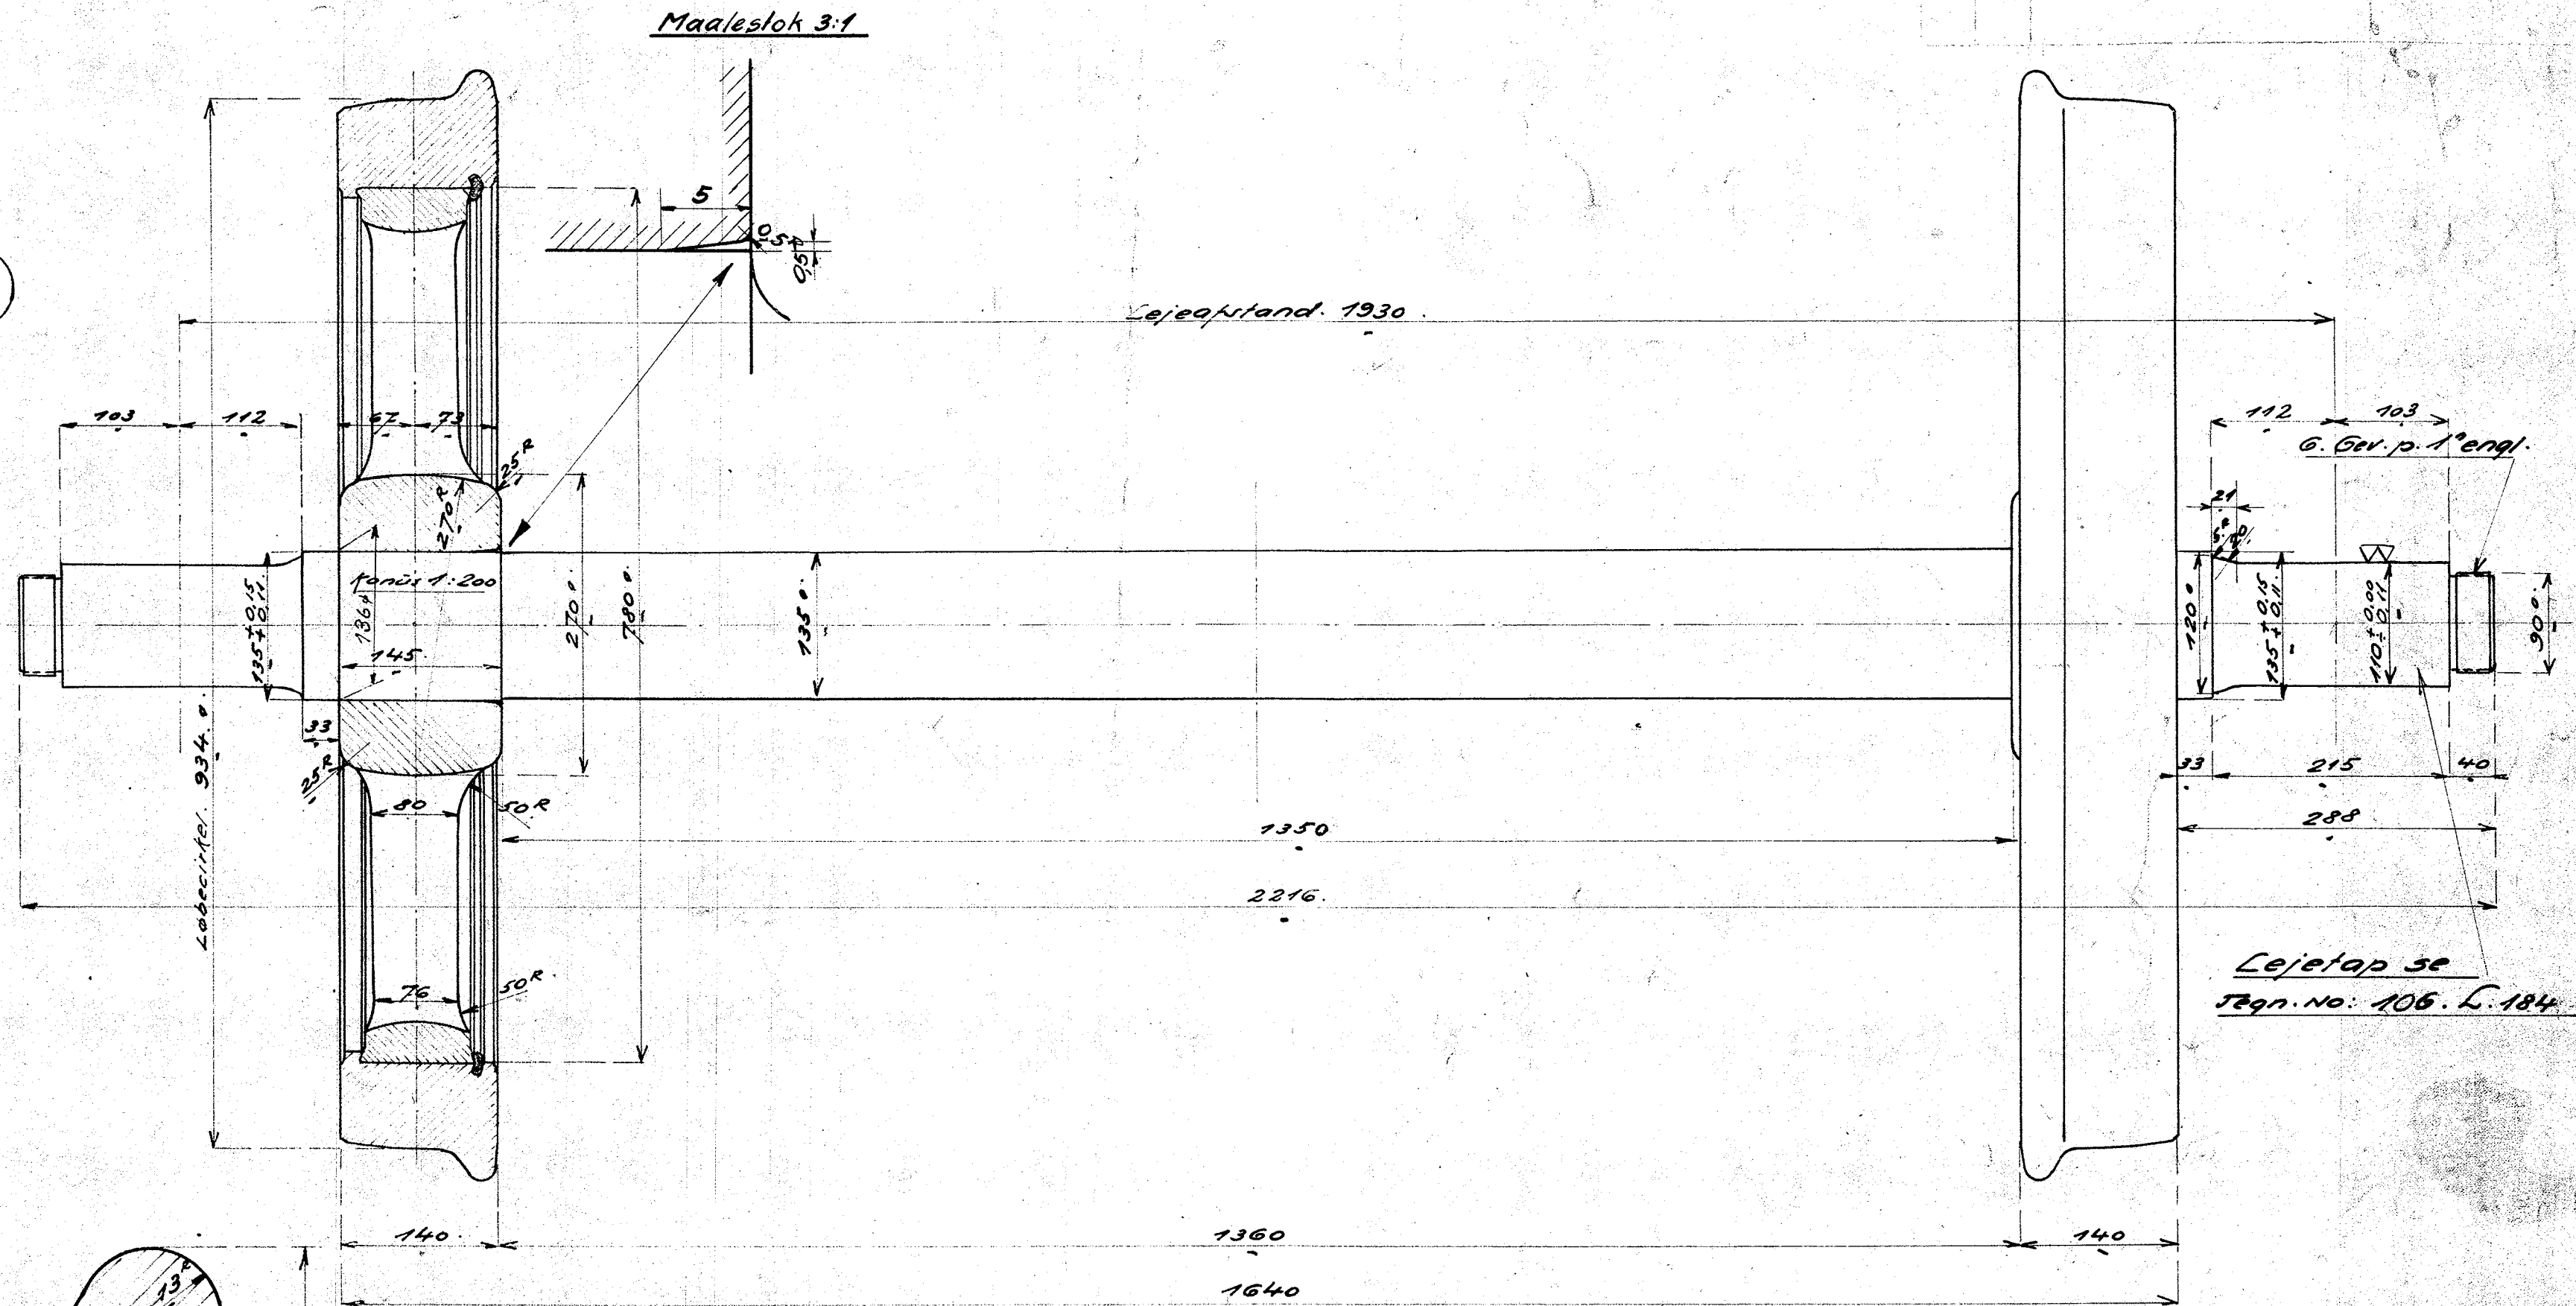 Maalestok 3:1
5
0,5R
0,5
Lejeafstand. 1930.
103
112
67
73
112
103
6. Gev. p. 1" engl.
25R
270R
21
5R
Konus 1:200
136φ
145
135 + 0,15
+ 0,11.
270 ø.
780 ø.
135 ø.
120 ø
135 + 0,15
+ 0,11.
110 + 0,00
÷ 0,11.
90 ø.
33
25R
Løbecirkel. 934. ø.
80
50R
33
215
40
1350
288
2216.
76
50R.
Lejetap se
Tegn. No: 106. L. 184
140.
1360
140
13R
1640